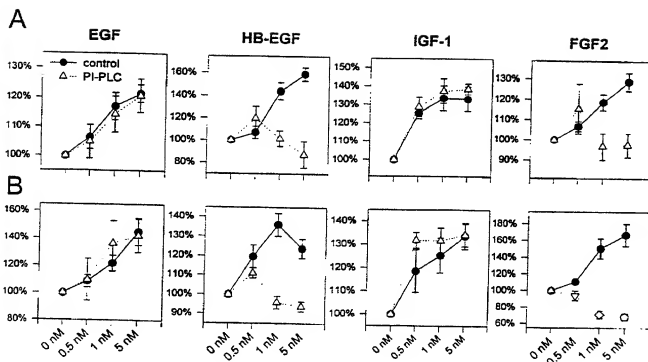 A
EGF
HB-EGF
IGF-1
FGF2
control
PI-PLC
130%
120%
110%
100%
160%
140%
120%
100%
80%
150%
140%
130%
120%
110%
100%
130%
120%
110%
100%
90%
B
160%
140%
120%
100%
80%
140%
130%
120%
110%
100%
90%
140%
130%
120%
110%
100%
180%
160%
140%
120%
100%
80%
60%
0 nM
0.5 nM
1 nM
5 nM
0 nM
0.5 nM
1 nM
5 nM
0 nM
0.5 nM
1 nM
5 nM
0 nM
0.5 nM
1 nM
5 nM